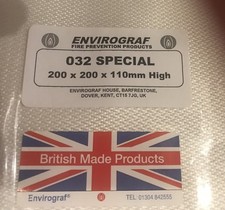 ENVIROGRAF
FIRE PREVENTION PRODUCTS
032 SPECIAL
200 x 200 x 110mm High
ENVIROGRAF HOUSE, BARFRESTONE,
DOVER, KENT, CT15 7JQ, UK
British Made Products
Envirograf®
TEL: 01304 842555